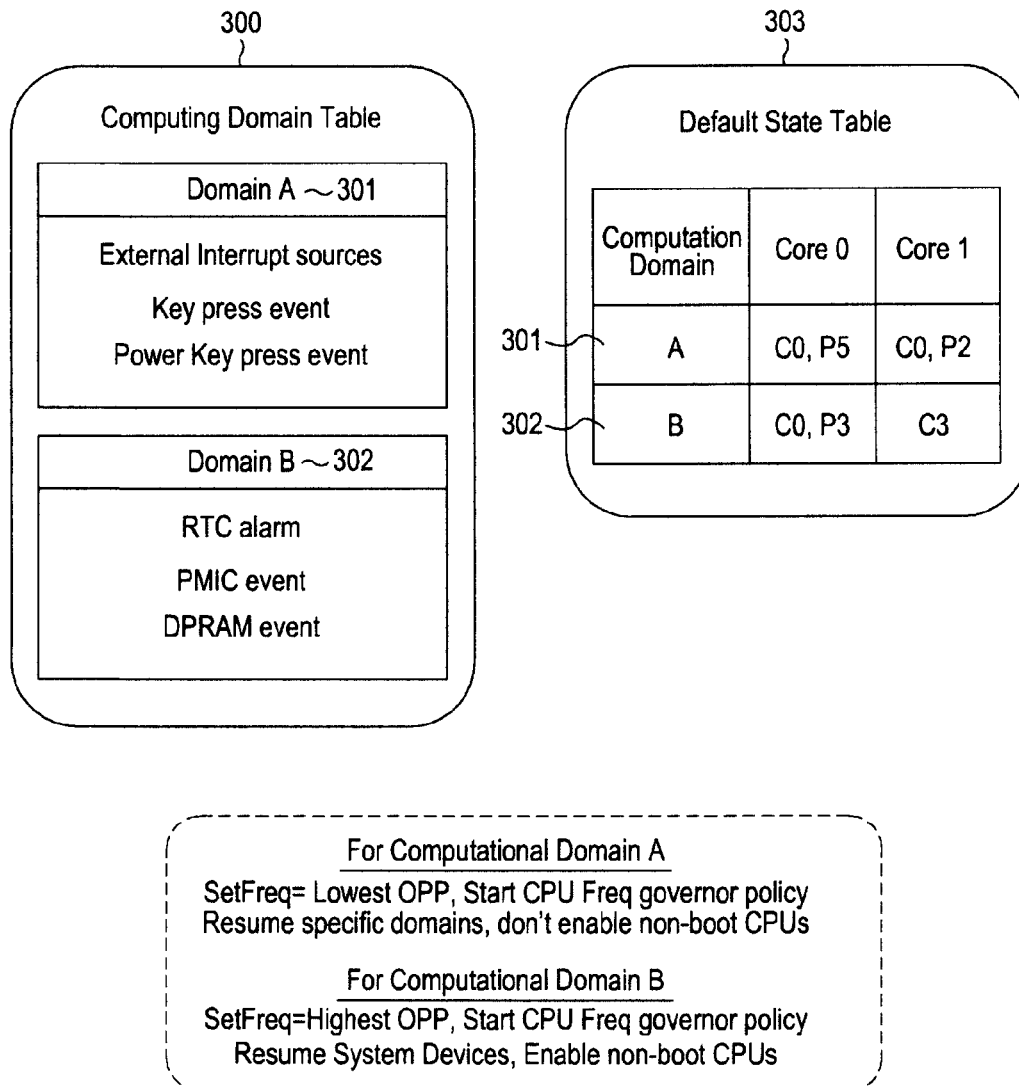 300
Computing Domain Table
Domain A ~ 301
External Interrupt sources
Key press event
Power Key press event
Domain B ~ 302
RTC alarm
PMIC event
DPRAM event
303
Default State Table
Computation Domain
Core 0
Core 1
301
A
C0, P5
C0, P2
302
B
C0, P3
C3
For Computational Domain A
SetFreq= Lowest OPP, Start CPU Freq governor policy
Resume specific domains, don't enable non-boot CPUs
For Computational Domain B
SetFreq=Highest OPP, Start CPU Freq governor policy
Resume System Devices, Enable non-boot CPUs